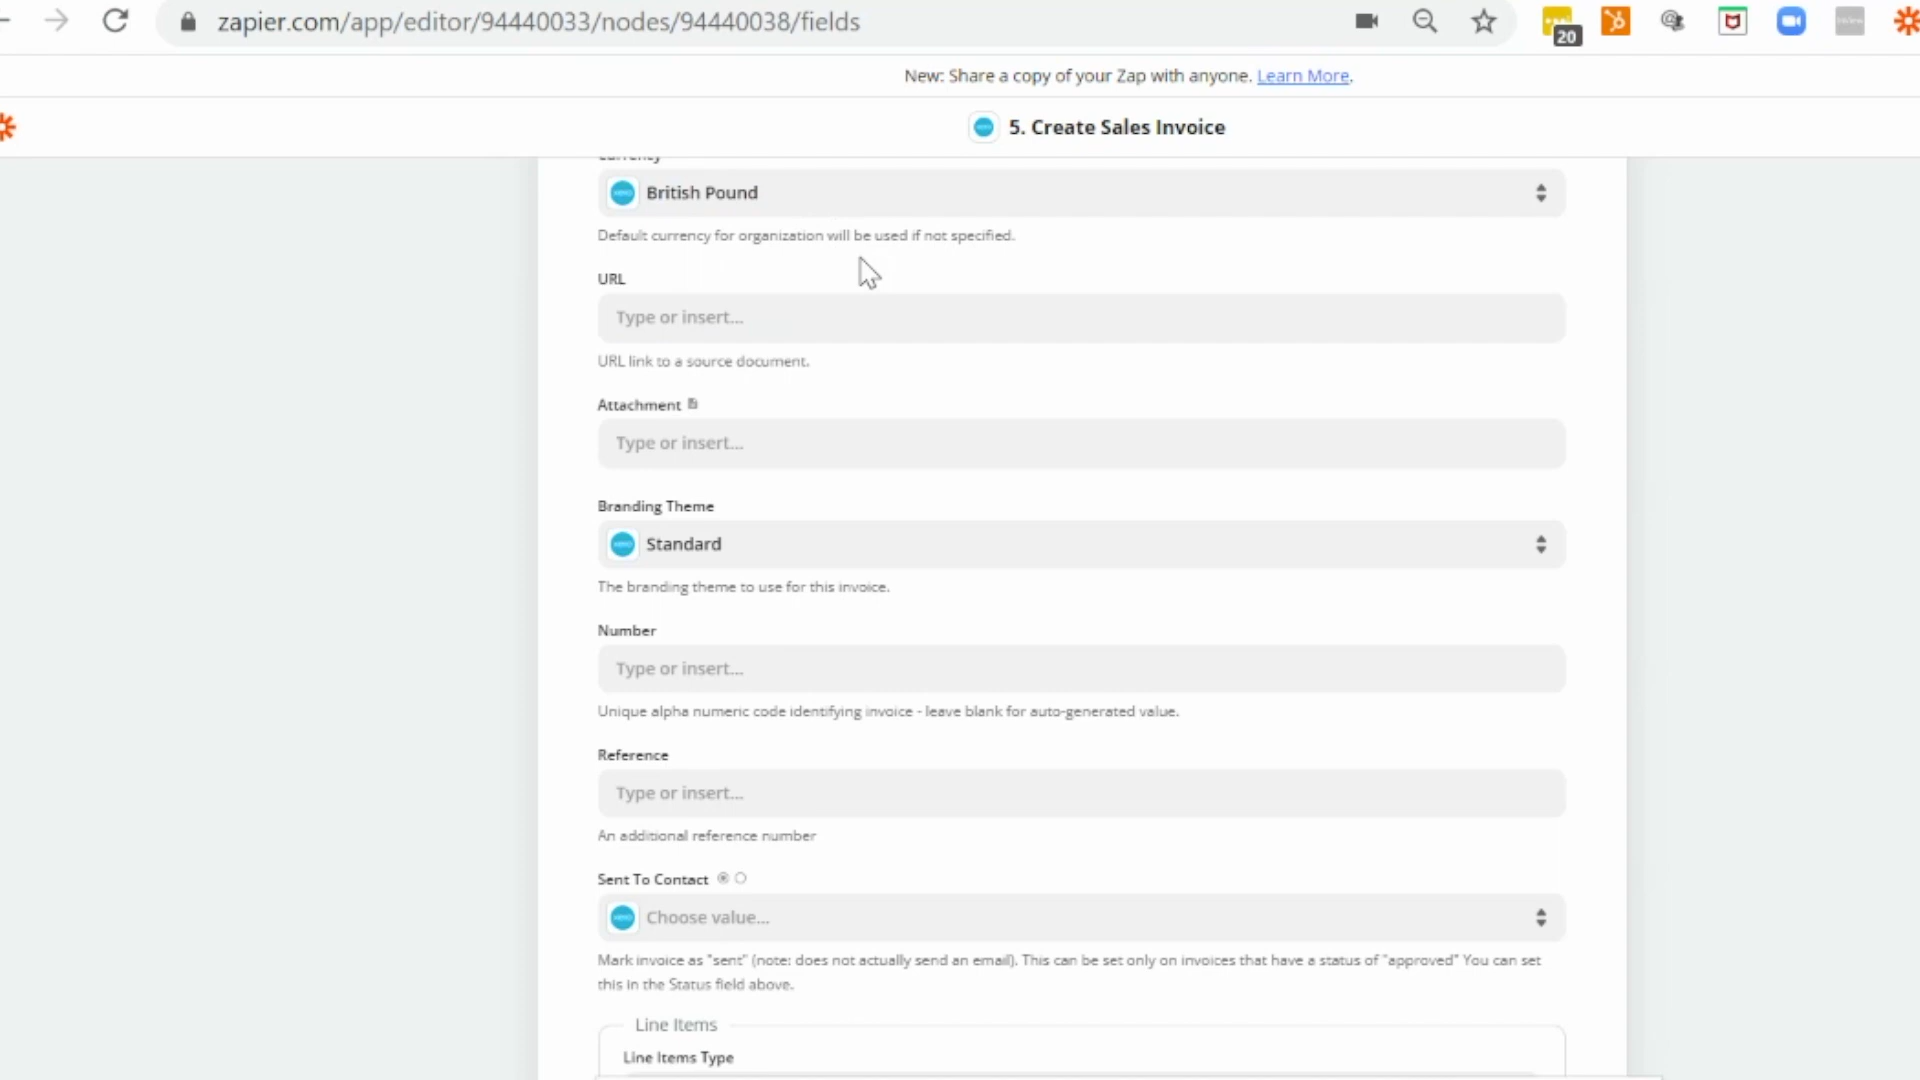 zapier.com/app/editor/94440033/nodes/94440038/fields
20
New: Share a copy of your Zap with anyone. Learn More.
5. Create Sales Invoice
Currency
British Pound
Default currency for organization will be used if not specified.
URL
Type or insert...
URL link to a source document.
Attachment
Type or insert...
Branding Theme
Standard
The branding theme to use for this invoice.
Number
Type or insert...
Unique alpha numeric code identifying invoice - leave blank for auto-generated value.
Reference
Type or insert...
An additional reference number
Sent To Contact
Choose value...
Mark invoice as "sent" (note: does not actually send an email). This can be set only on invoices that have a status of "approved" You can set
this in the Status field above.
Line Items
Line Items Type